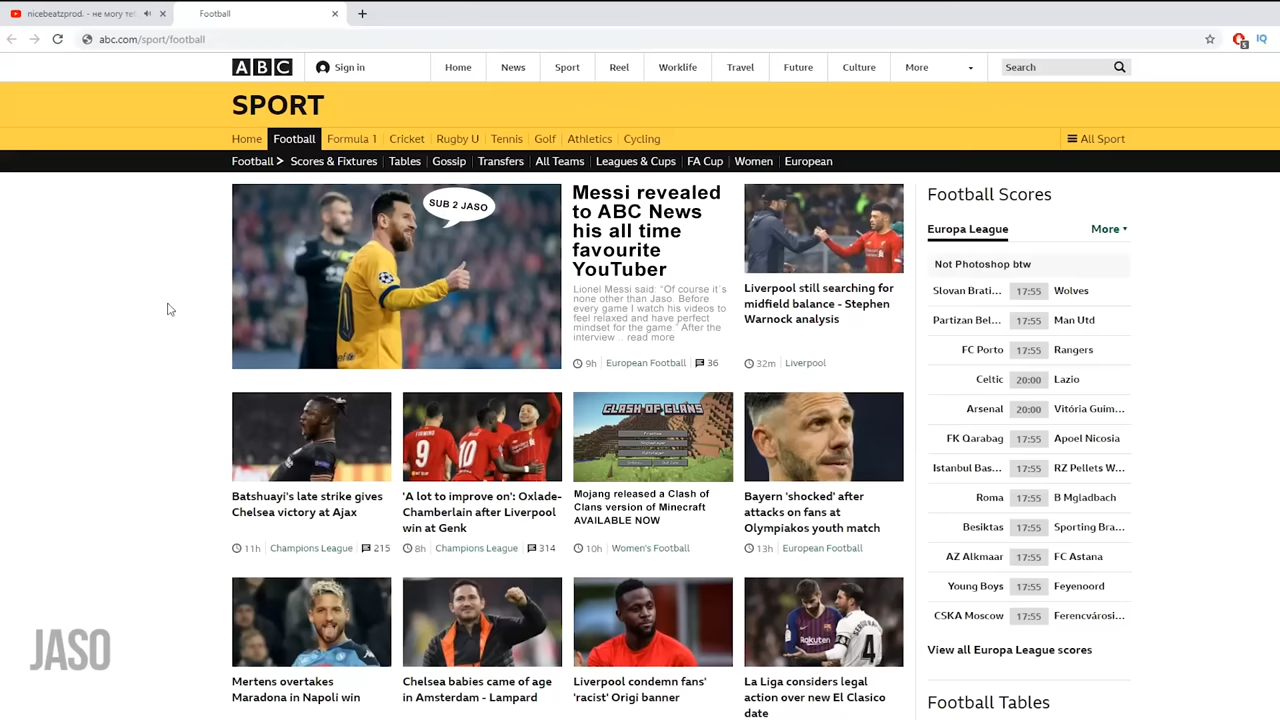 nicebeatzprod. - не могу теб
Football
abc.com/sport/football
5
IQ
ABC
Sign in
Home
News
Sport
Reel
Worklife
Travel
Future
Culture
More
Search
SPORT
Home
Football
Formula 1
Cricket
Rugby U
Tennis
Golf
Athletics
Cycling
All Sport
Football
Scores & Fixtures
Tables
Gossip
Transfers
All Teams
Leagues & Cups
FA Cup
Women
European
SUB 2 JASO
Messi revealed
to ABC News
his all time
favourite
YouTuber
Lionel Messi said: "Of course it´s
none other than Jaso. Before
every game I watch his videos to
feel relaxed and have perfect
mindset for the game ¨ After the
interview .. read more
9h
European Football
36
Liverpool still searching for
midfield balance - Stephen
Warnock analysis
32m
Liverpool
Batshuayi's late strike gives
Chelsea victory at Ajax
11h
Champions League
215
9
10
'A lot to improve on': Oxlade-
Chamberlain after Liverpool
win at Genk
8h
Champions League
314
CLASH OF CLANS
Mojang released a Clash of
Clans version of Minecraft
AVAILABLE NOW
10h
Women's Football
Bayern 'shocked' after
attacks on fans at
Olympiakos youth match
13h
European Football
Mertens overtakes
Maradona in Napoli win
Chelsea babies came of age
in Amsterdam - Lampard
Liverpool condemn fans'
'racist' Origi banner
Rakuten
4
La Liga considers legal
action over new El Clasico
date
Football Scores
Europa League
More
Not Photoshop btw
Slovan Brati... 17:55 Wolves
Partizan Bel... 17:55 Man Utd
FC Porto 17:55 Rangers
Celtic 20:00 Lazio
Arsenal 20:00 Vitória Guim...
FK Qarabag 17:55 Apoel Nicosia
Istanbul Bas... 17:55 RZ Pellets W...
Roma 17:55 B Mgladbach
Besiktas 17:55 Sporting Bra...
AZ Alkmaar 17:55 FC Astana
Young Boys 17:55 Feyenoord
CSKA Moscow 17:55 Ferencvárosi...
View all Europa League scores
Football Tables
JASO